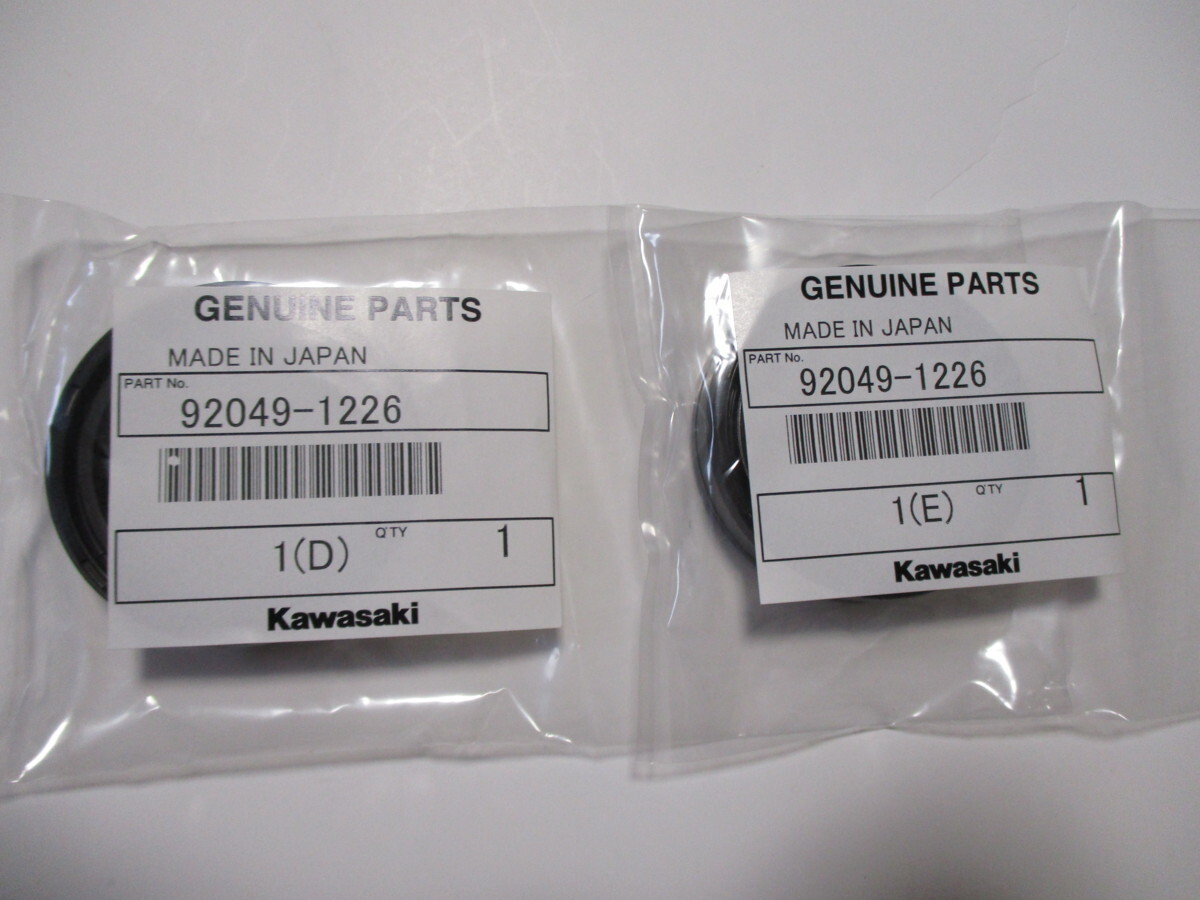 GENUINE PARTS
MADE IN JAPAN
PART No.
92049-1226
1(D) Q'TY 1
Kawasaki
GENUINE PARTS
MADE IN JAPAN
PART No.
92049-1226
1(E) Q'TY 1
Kawasaki